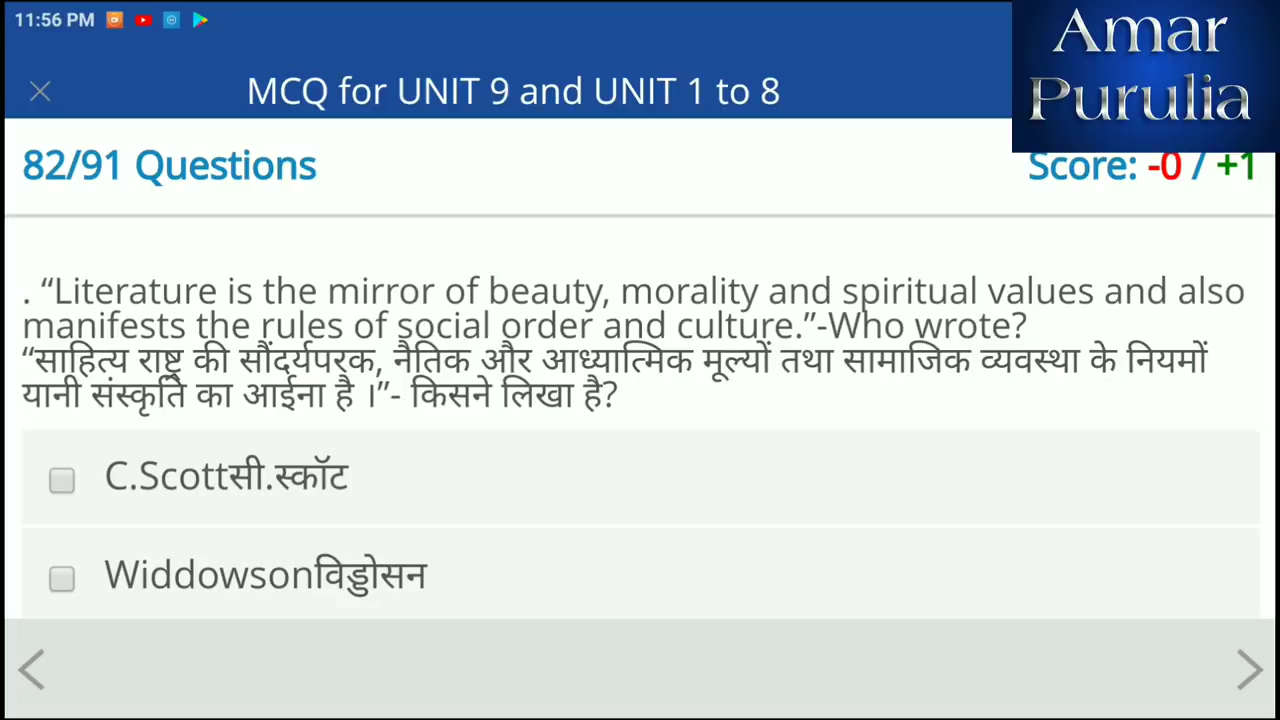 11:56 PM
Amar
Purulia
MCQ for UNIT 9 and UNIT 1 to 8
82/91 Questions
Score: -0 / +1
. “Literature is the mirror of beauty, morality and spiritual values and also
manifests the rules of social order and culture.”-Who wrote?
“साहित्य राष्ट्र की सौंदर्यपरक, नैतिक और आध्यात्मिक मूल्यों तथा सामाजिक व्यवस्था के नियमों
यानी संस्कृति का आईना है ।”- किसने लिखा है?
C.Scottसी.स्कॉट
Widdowsonविड्डोसन